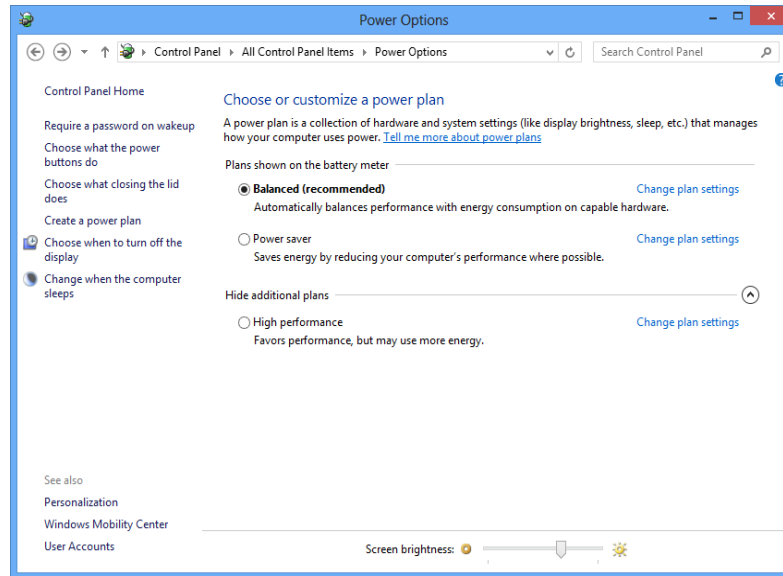 Power Options
Control Panel All Control Panel Items Power Options
Search Control Panel
Control Panel Home
Require a password on wakeup
Choose what the power
buttons do
Choose what closing the lid
does
Create a power plan
Choose when to turn off the
display
Change when the computer
sleeps
Choose or customize a power plan
A power plan is a collection of hardware and system settings (like display brightness, sleep, etc.) that manages
how your computer uses power. Tell me more about power plans
Plans shown on the battery meter
Balanced (recommended) Change plan settings
Automatically balances performance with energy consumption on capable hardware.
Power saver Change plan settings
Saves energy by reducing your computer's performance where possible.
Hide additional plans
High performance Change plan settings
Favors performance, but may use more energy.
See also
Personalization
Windows Mobility Center
User Accounts
Screen brightness: